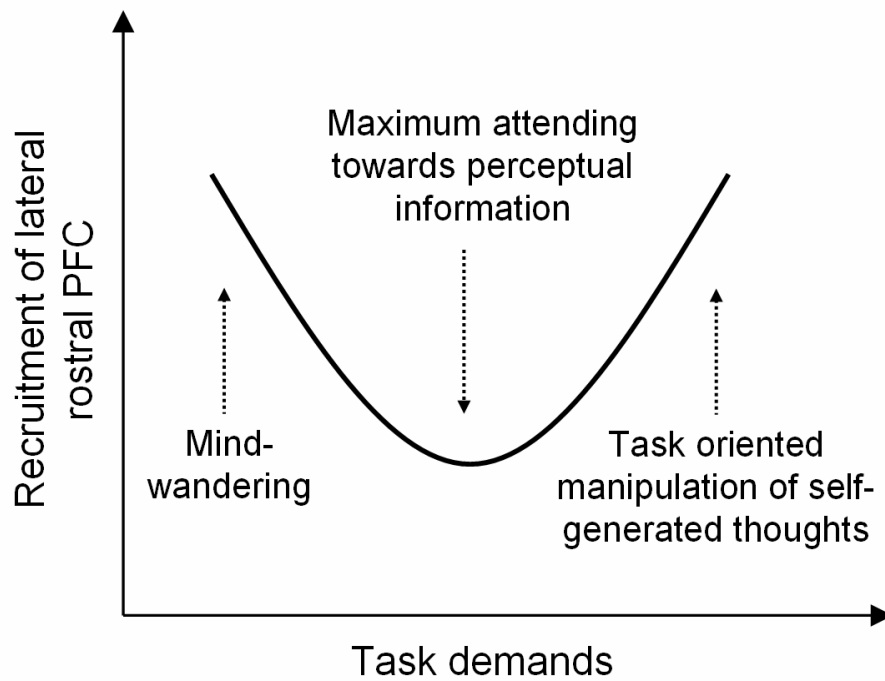 Recruitment of lateral
rostral PFC
Maximum attending
towards perceptual
information
Mind-
wandering
Task oriented
manipulation of self-
generated thoughts
Task demands